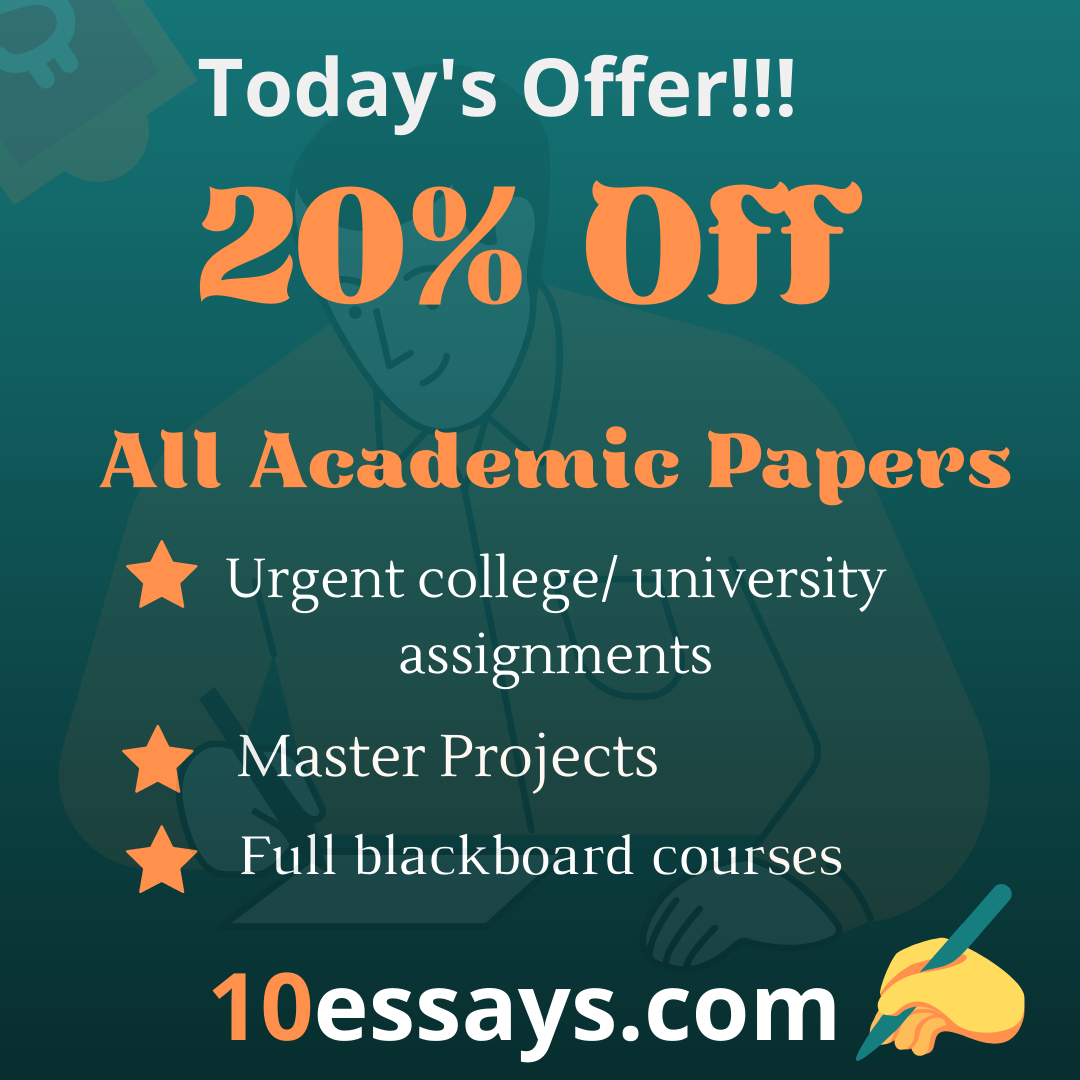 Today's Offer!!!
20% Off
All Academic Papers
Urgent college/ university
assignments
Master Projects
Full blackboard courses
10essays.com